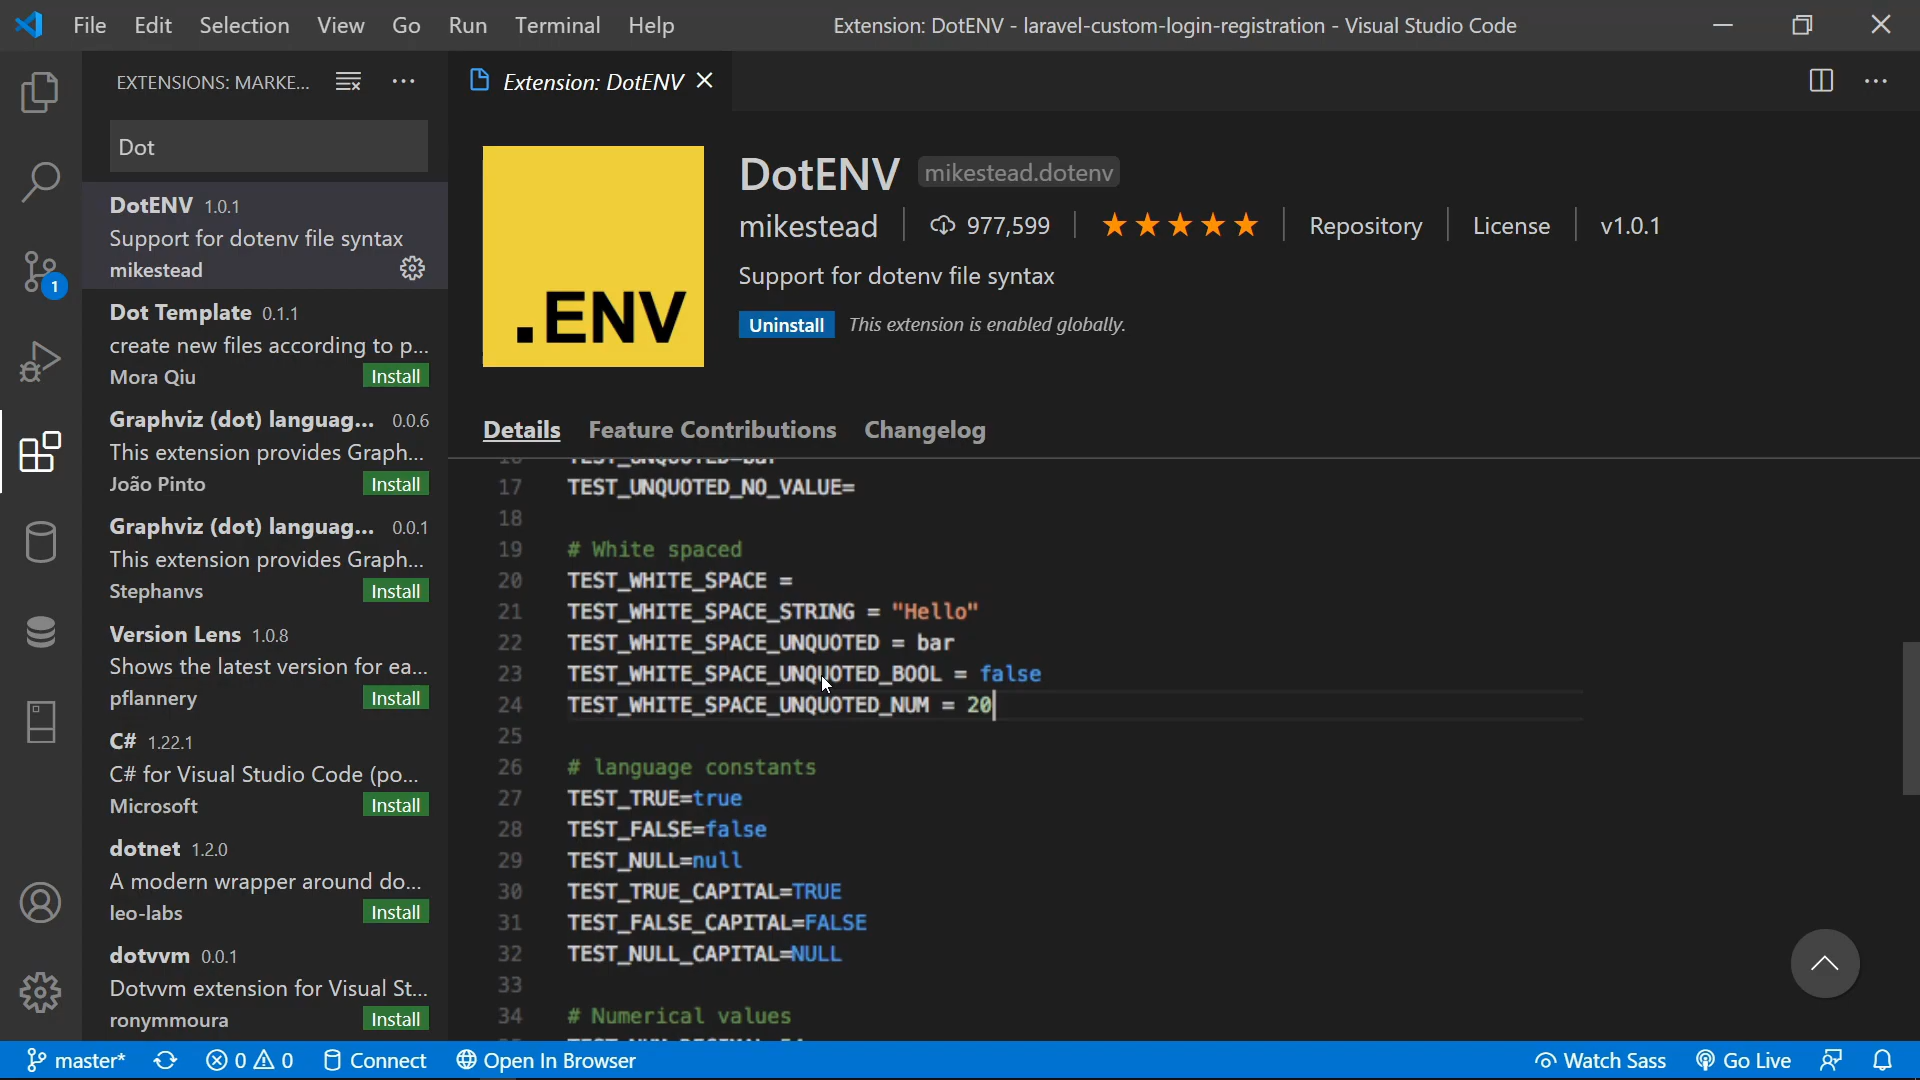 File Edit Selection View Go Run Terminal Help
Extension: DotENV - laravel-custom-login-registration - Visual Studio Code
EXTENSIONS: MARKE...
Extension: DotENV
Dot
DotENV 1.0.1
Support for dotenv file syntax
mikestead
Dot Template 0.1.1
create new files according to p...
Mora Qiu Install
Graphviz (dot) languag... 0.0.6
This extension provides Graph...
João Pinto Install
Graphviz (dot) languag... 0.0.1
This extension provides Graph...
Stephanvs Install
Version Lens 1.0.8
Shows the latest version for ea...
pflannery Install
C# 1.22.1
C# for Visual Studio Code (po...
Microsoft Install
dotnet 1.2.0
A modern wrapper around do...
leo-labs Install
dotvvm 0.0.1
Dotvvm extension for Visual St...
ronymmoura Install
1
.ENV
DotENV mikestead.dotenv
mikestead 977,599 Repository License v1.0.1
Support for dotenv file syntax
Uninstall This extension is enabled globally.
Details Feature Contributions Changelog
17 TEST_UNQUOTED_NO_VALUE=
18
19 # White spaced
20 TEST_WHITE_SPACE =
21 TEST_WHITE_SPACE_STRING = "Hello"
22 TEST_WHITE_SPACE_UNQUOTED = bar
23 TEST_WHITE_SPACE_UNQUOTED_BOOL = false
24 TEST_WHITE_SPACE_UNQUOTED_NUM = 20
25
26 # language constants
27 TEST_TRUE=true
28 TEST_FALSE=false
29 TEST_NULL=null
30 TEST_TRUE_CAPITAL=TRUE
31 TEST_FALSE_CAPITAL=FALSE
32 TEST_NULL_CAPITAL=NULL
33
34 # Numerical values
master* 0 0 Connect Open In Browser Watch Sass Go Live